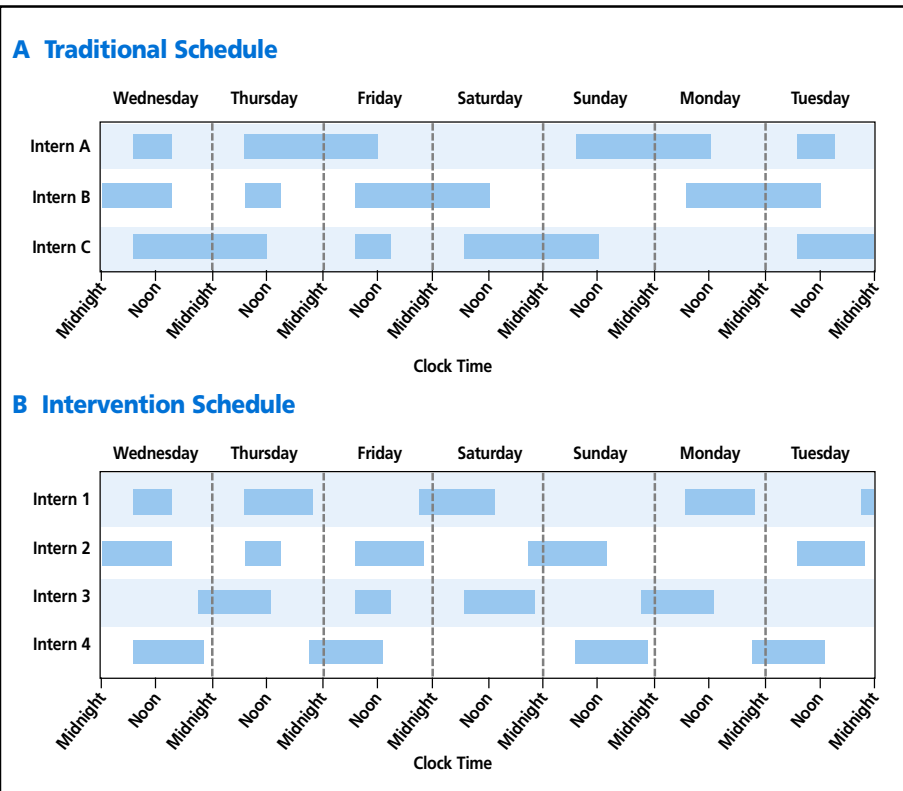 A Traditional Schedule
Wednesday Thursday Friday Saturday Sunday Monday Tuesday
Intern A
Intern B
Intern C
Midnight Noon Midnight Noon Midnight Noon Midnight Noon Midnight Noon Midnight Noon Midnight Noon Midnight
Clock Time
B Intervention Schedule
Wednesday Thursday Friday Saturday Sunday Monday Tuesday
Intern 1
Intern 2
Intern 3
Intern 4
Midnight Noon Midnight Noon Midnight Noon Midnight Noon Midnight Noon Midnight Noon Midnight Noon Midnight
Clock Time